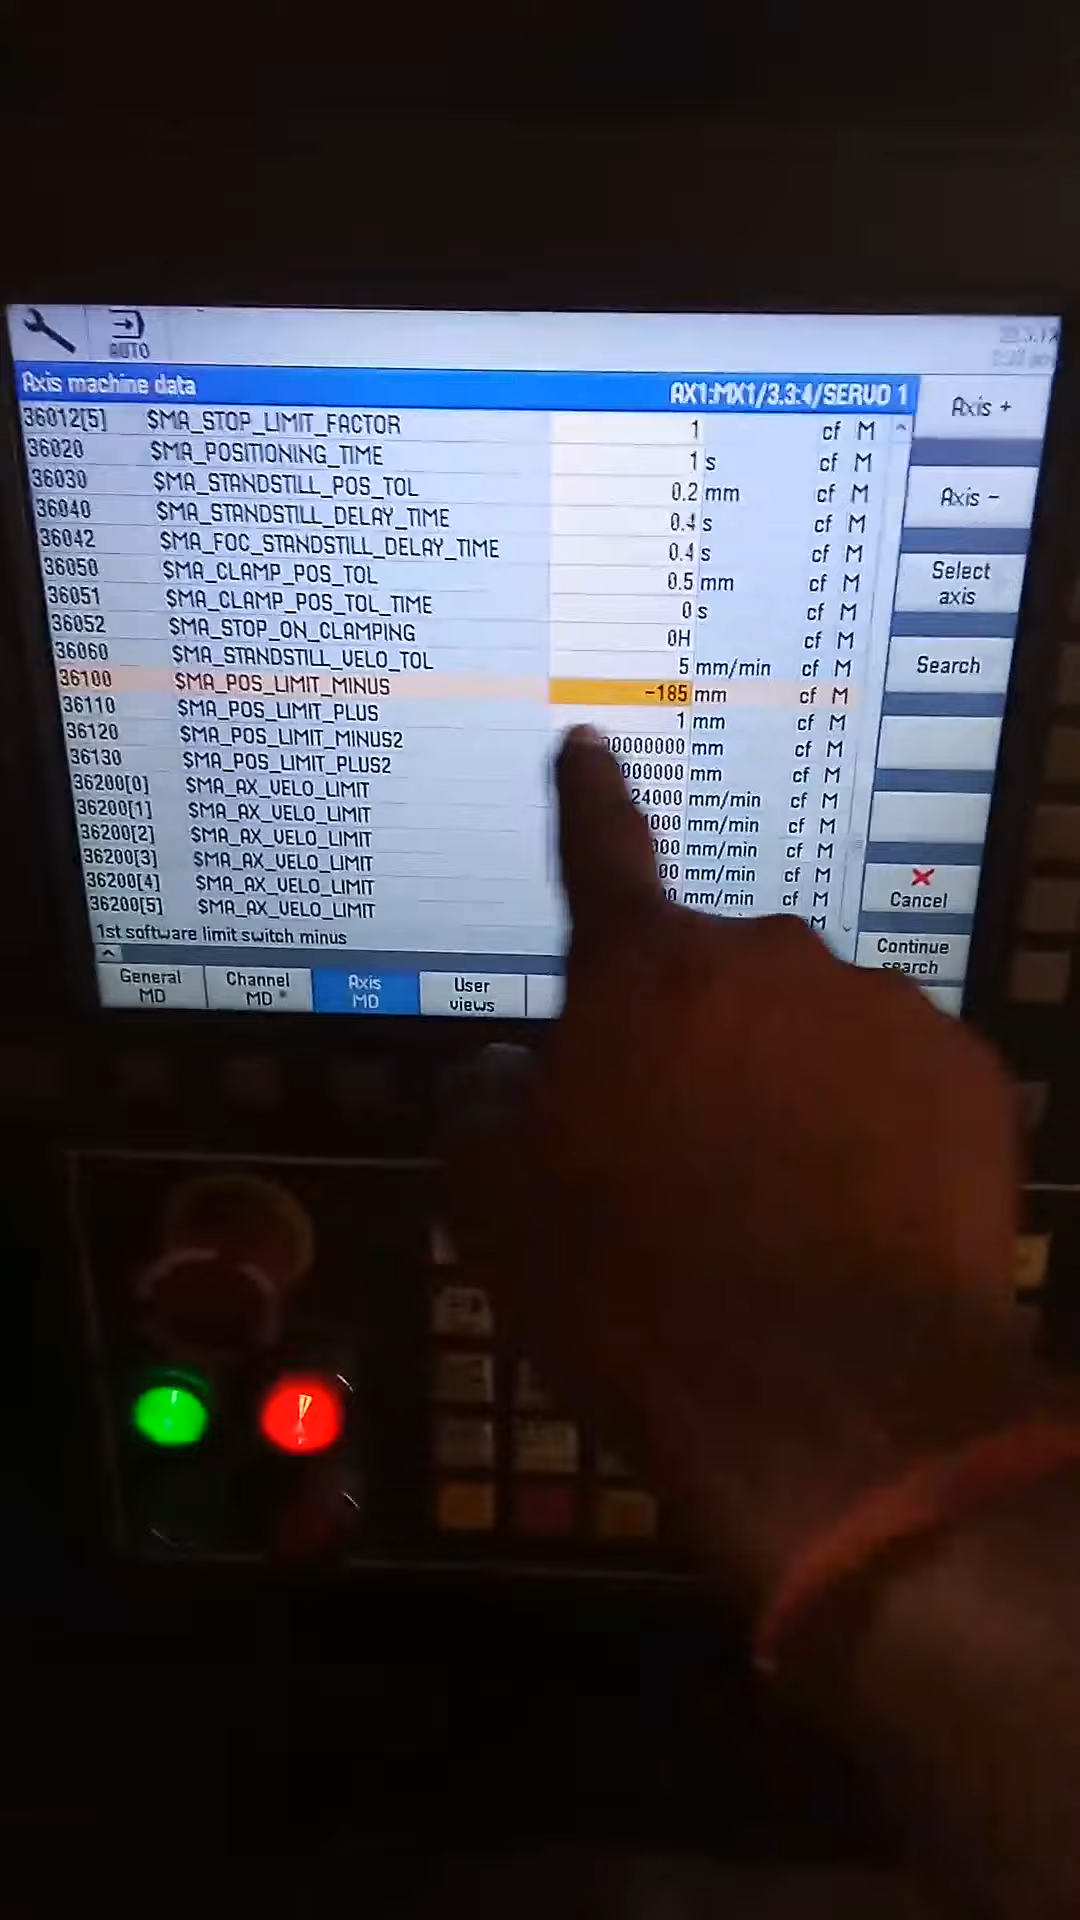 AUTO
Axis machine data AX1:MX1/3.3:4/SERVO 1
36012[5] $MA_STOP_LIMIT_FACTOR 1 cf M
36020 $MA_POSITIONING_TIME 1 s cf M
36030 $MA_STANDSTILL_POS_TOL 0.2 mm cf M
36040 $MA_STANDSTILL_DELAY_TIME 0.4 s cf M
36042 $MA_FOC_STANDSTILL_DELAY_TIME 0.4 s cf M
36050 $MA_CLAMP_POS_TOL 0.5 mm cf M
36051 $MA_CLAMP_POS_TOL_TIME 0 s cf M
36052 $MA_STOP_ON_CLAMPING 0H cf M
36060 $MA_STANDSTILL_VELO_TOL 5 mm/min cf M
36100 $MA_POS_LIMIT_MINUS -185 mm cf M
36110 $MA_POS_LIMIT_PLUS 1 mm cf M
36120 $MA_POS_LIMIT_MINUS2 mm cf M
36130 $MA_POS_LIMIT_PLUS2 mm cf M
36200[0] $MA_AX_VELO_LIMIT 24000 mm/min cf M
36200[1] $MA_AX_VELO_LIMIT mm/min cf M
36200[2] $MA_AX_VELO_LIMIT mm/min cf M
36200[3] $MA_AX_VELO_LIMIT mm/min cf M
36200[4] $MA_AX_VELO_LIMIT mm/min cf M
36200[5] $MA_AX_VELO_LIMIT M
1st software limit switch minus
Axis +
Axis -
Select
axis
Search
Cancel
Continue
search
General
MD
Channel
MD
Axis
MD
User
views